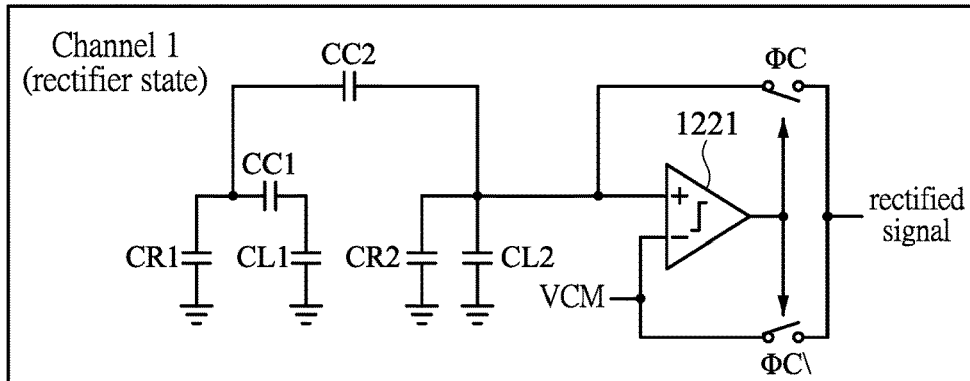 Channel 1
(rectifier state)
CC2
ΦC
1221
CC1
+
−
rectified
signal
CR1
CL1
CR2
CL2
VCM
ΦC\